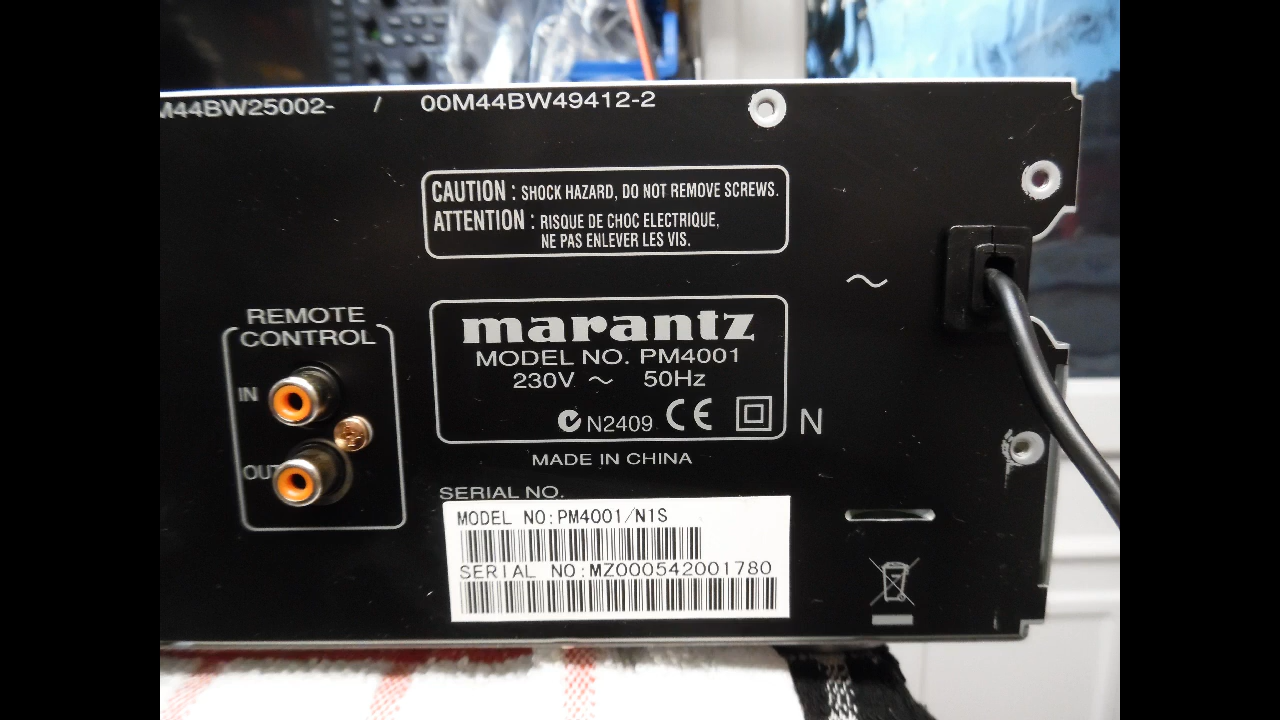 M44BW25002- / 00M44BW49412-2
CAUTION : SHOCK HAZARD, DO NOT REMOVE SCREWS.
ATTENTION : RISQUE DE CHOC ELECTRIQUE,
NE PAS ENLEVER LES VIS.
REMOTE
CONTROL
IN
OUT
marantz
MODEL NO. PM4001
230V ~ 50Hz
N2409 CE
N
MADE IN CHINA
SERIAL NO.
MODEL NO:PM4001/N1S
SERIAL NO:MZ000542001780